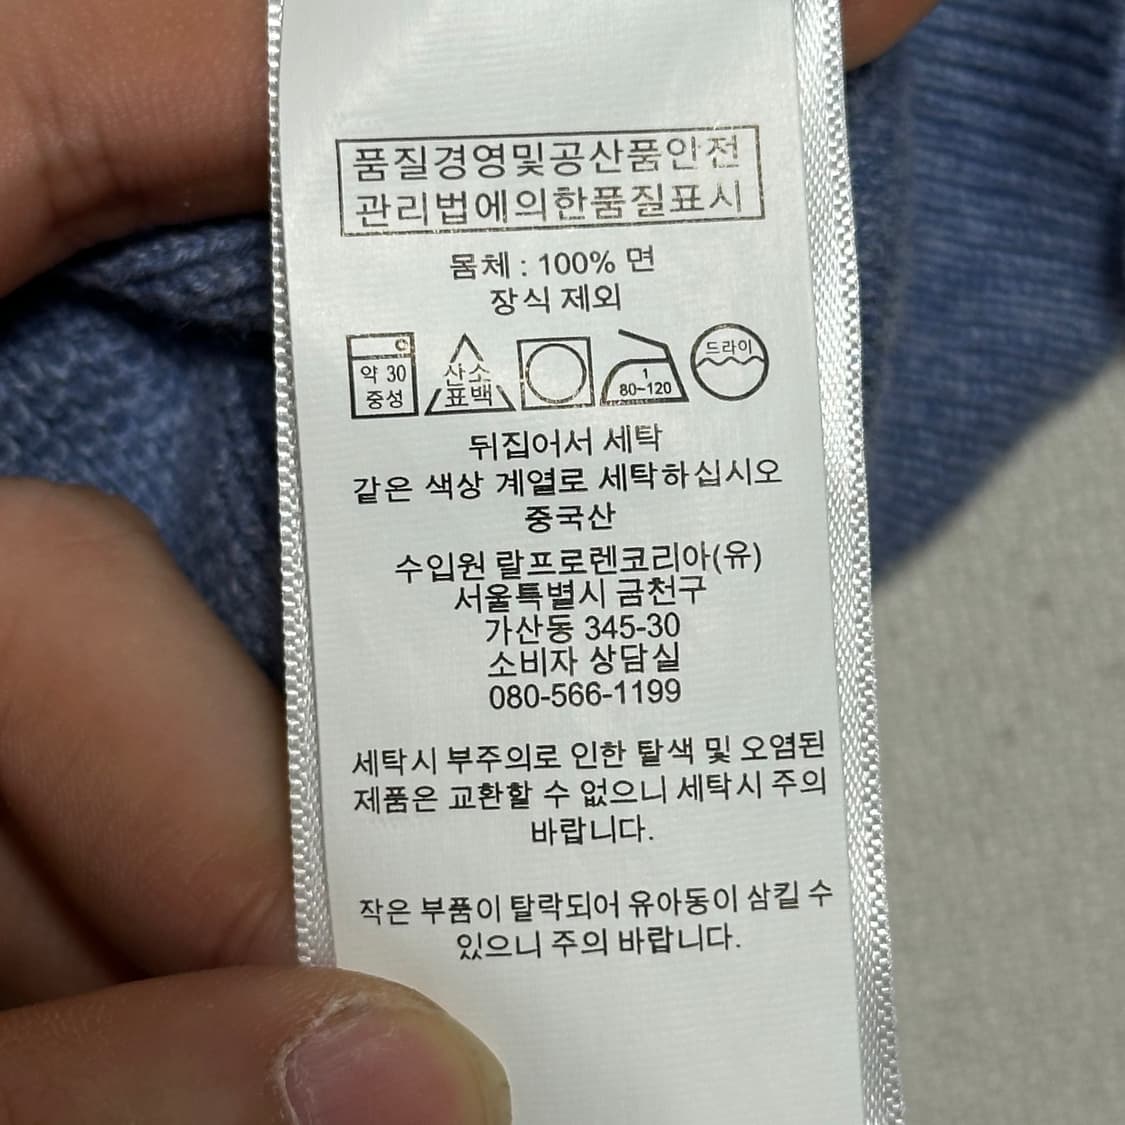 품질경영및공산품안전
관리법에의한품질표시
몸체 : 100% 면
장식 제외
약 30
중성
산소
표백
1
80~120
드라이
뒤집어서 세탁
같은 색상 계열로 세탁하십시오
중국산
수입원 랄프로렌코리아(유)
서울특별시 금천구
가산동 345-30
소비자 상담실
080-566-1199
세탁시 부주의로 인한 탈색 및 오염된
제품은 교환할 수 없으니 세탁시 주의
바랍니다.
작은 부품이 탈락되어 유아동이 삼킬 수
있으니 주의 바랍니다.